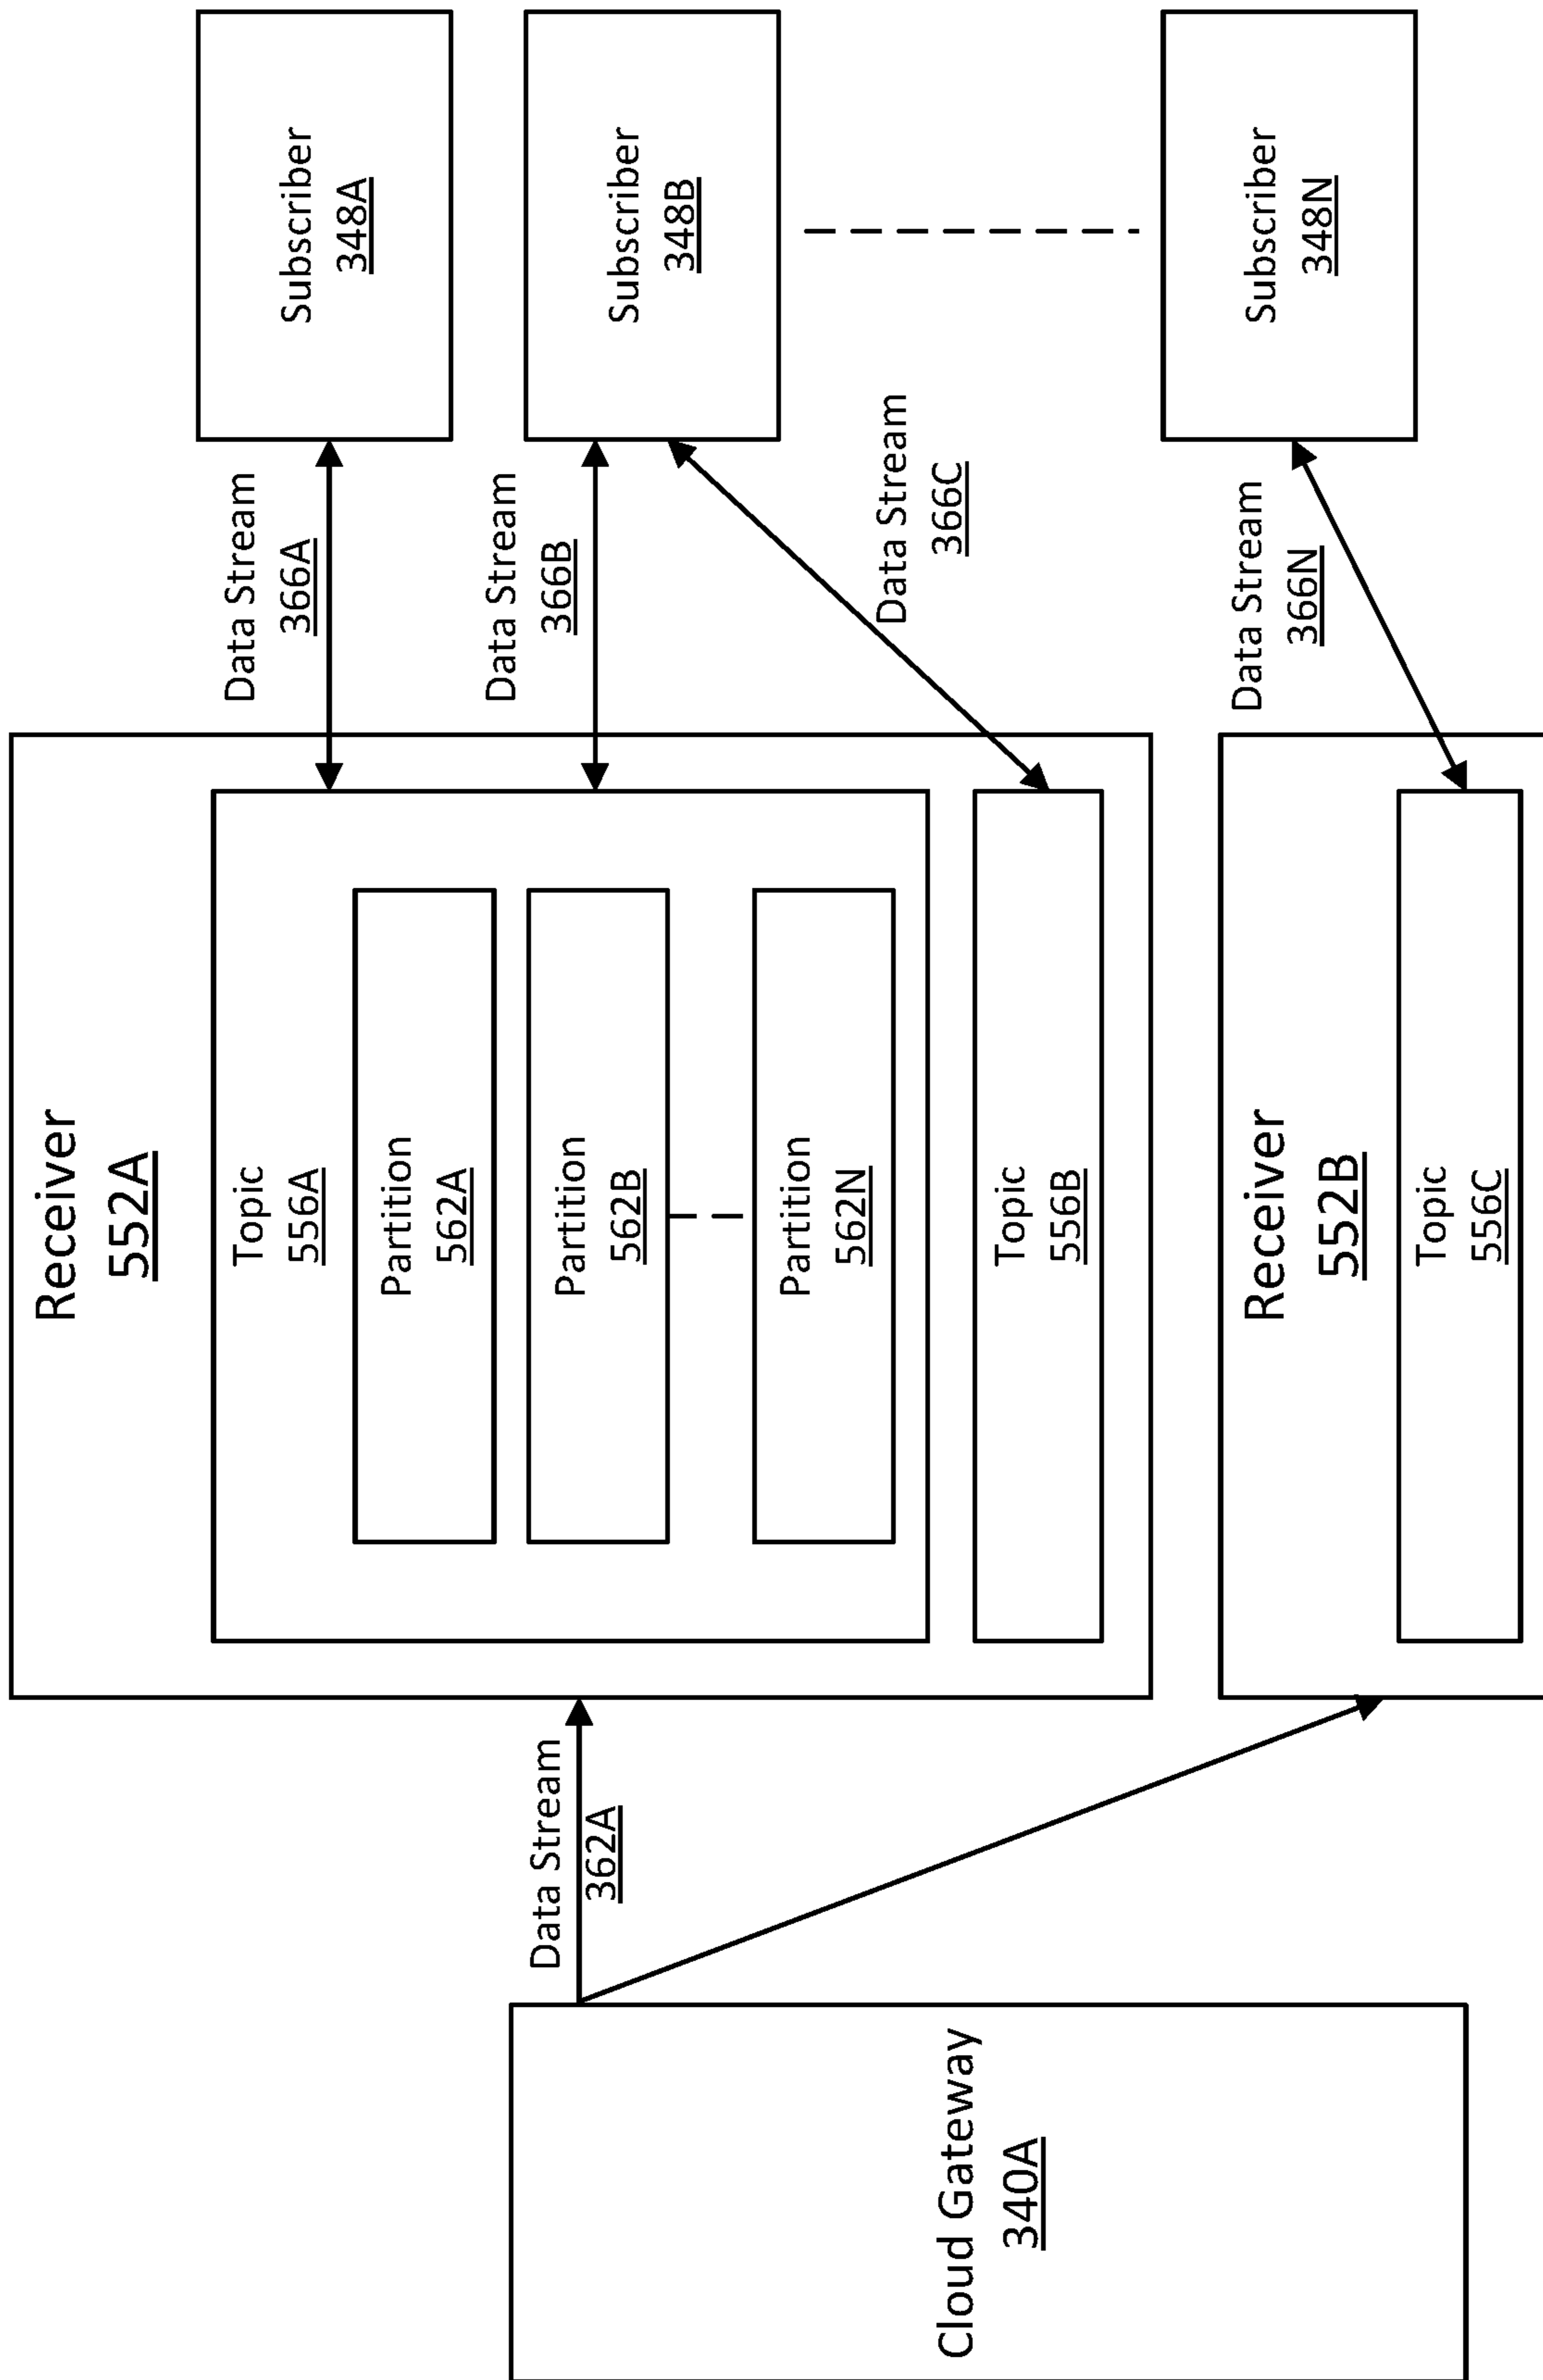 Cloud Gateway
340A
Data Stream
362A
Receiver
552A
Topic
556A
Partition
562A
Partition
562B
Partition
562N
Topic
556B
Receiver
552B
Topic
556C
Data Stream
366A
Data Stream
366B
Data Stream
366C
Data Stream
366N
Subscriber
348A
Subscriber
348B
Subscriber
348N